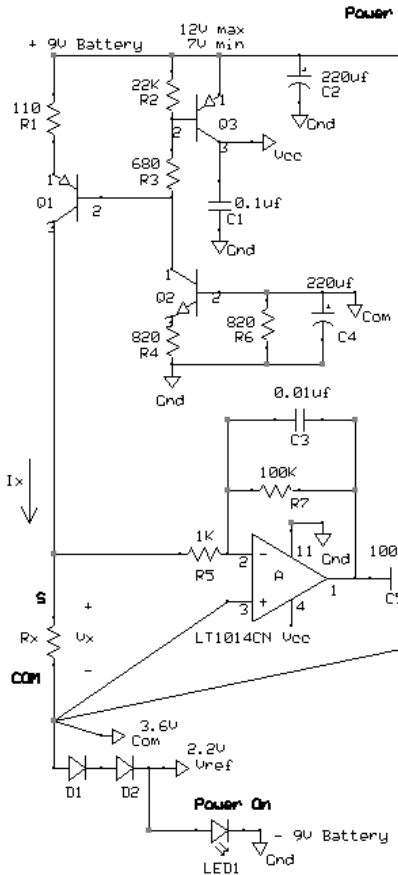 Power
12V max
+ 9V Battery 7V min
22K
R2
1
220uf
C2
110
R1
2
Q3
3
Vcc
Gnd
680
R3
1
Q1
2
3
0.1uf
C1
Gnd
1
Q2
2
3
220uf
Com
820
R4
820
R6
C4
Gnd
0.01uf
C3
100K
R7
Ix
1K
R5
2
-
11
Gnd
A
100
C5
1
+
3
4
LT1014CN Vcc
S
+
Rx
Vx
-
COM
3.6V
Com
2.2V
Vref
D1
D2
Power On
- 9V Battery
Gnd
LED1